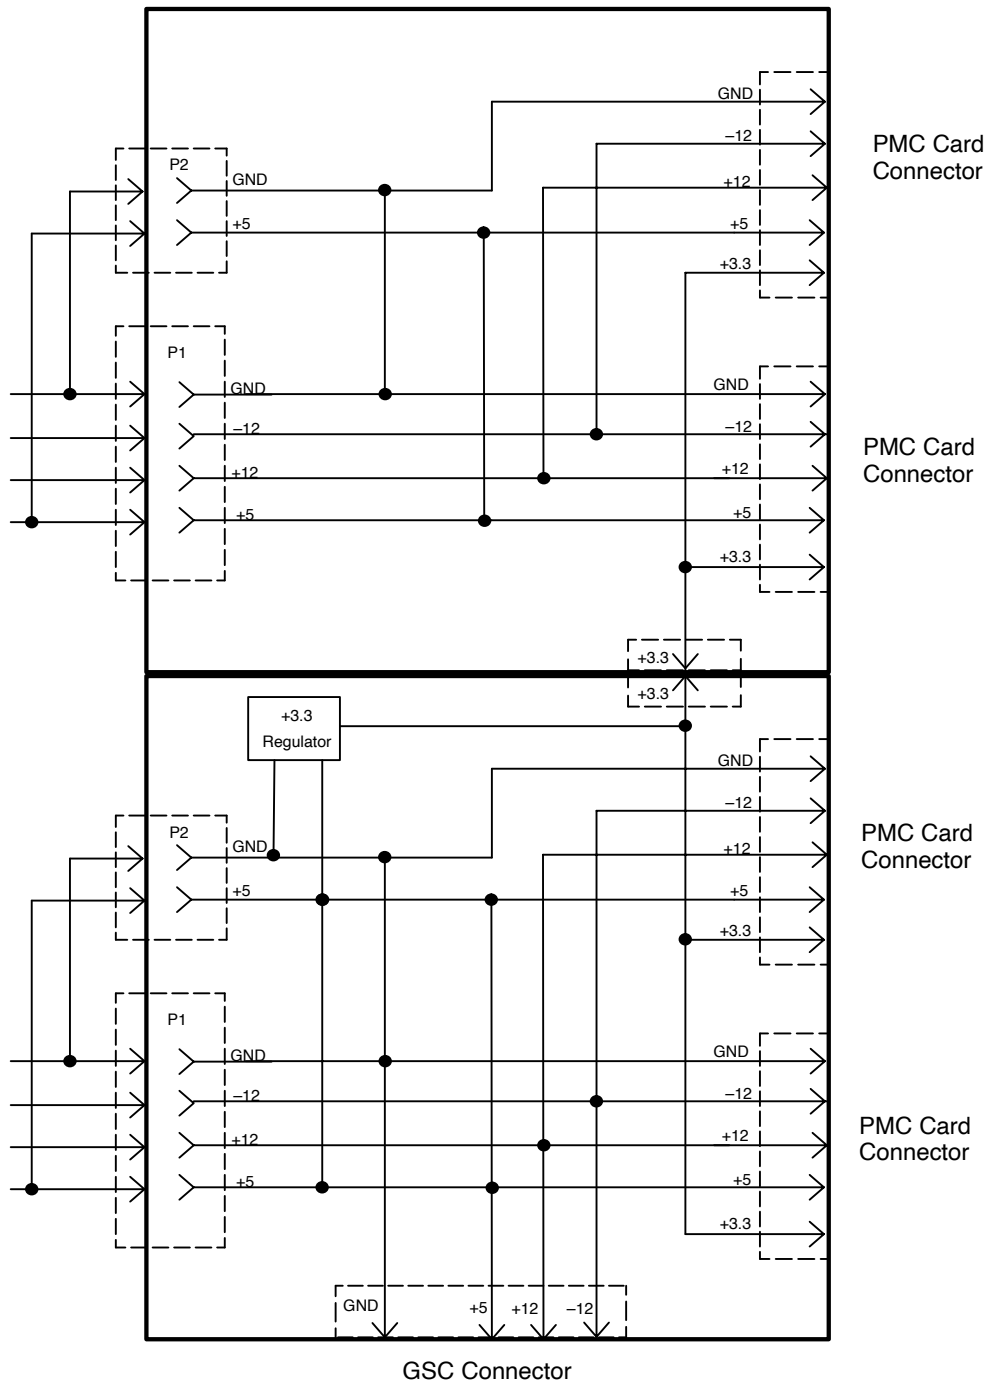 GND
–12
PMC Card
Connector
P2
GND
+12
+5
+5
+3.3
P1
GND
GND
–12
–12
PMC Card
Connector
+12
+12
+5
+5
+3.3
+3.3
+3.3
+3.3
Regulator
GND
–12
P2
GND
+12
PMC Card
Connector
+5
+5
+3.3
P1
GND
GND
–12
–12
+12
+12
PMC Card
Connector
+5
+5
+3.3
GND
+5
+12
–12
GSC Connector